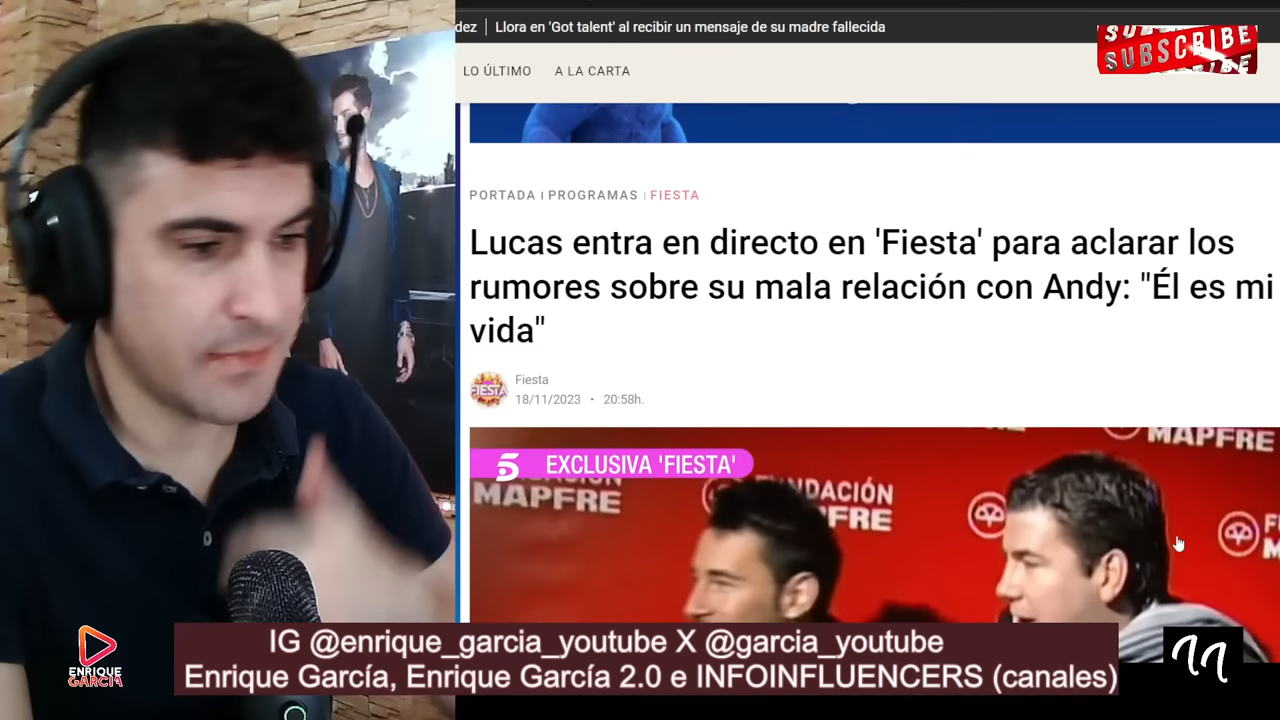 dez | Llora en 'Got talent' al recibir un mensaje de su madre fallecida
SUBSCRIBE
LO ÚLTIMO A LA CARTA
PORTADA | PROGRAMAS | FIESTA
Lucas entra en directo en 'Fiesta' para aclarar los
rumores sobre su mala relación con Andy: "Él es mi
vida"
FIESTA
Fiesta
18/11/2023 • 20:58h.
5 EXCLUSIVA 'FIESTA'
MAPFRE
MAPFRE
FUNDACIÓN
IG @enrique_garcia_youtube X @garcia_youtube
Enrique García, Enrique García 2.0 e INFOINFLUENCERS (canales)
ENRIQUE
GARCÍA